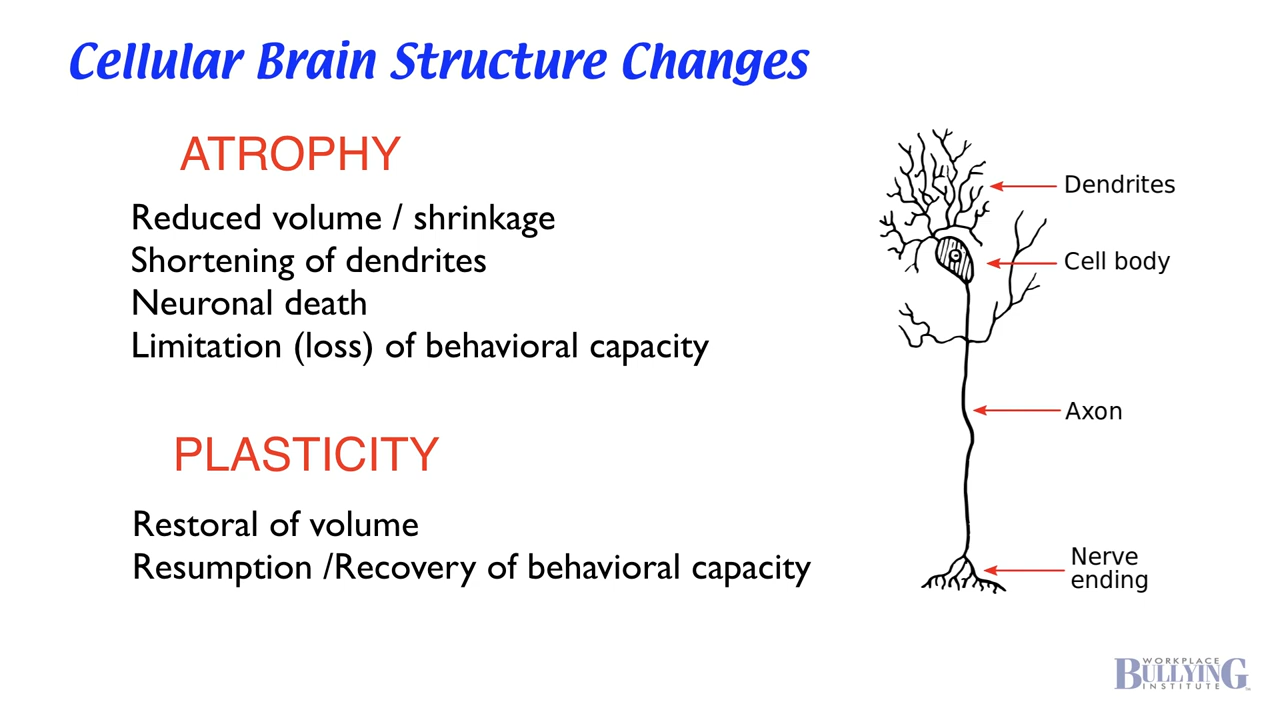 Cellular Brain Structure Changes
ATROPHY
Reduced volume / shrinkage
Shortening of dendrites
Neuronal death
Limitation (loss) of behavioral capacity
PLASTICITY
Restoral of volume
Resumption /Recovery of behavioral capacity
Dendrites
Cell body
Axon
Nerve
ending
WORKPLACE
BULLYING
INSTITUTE